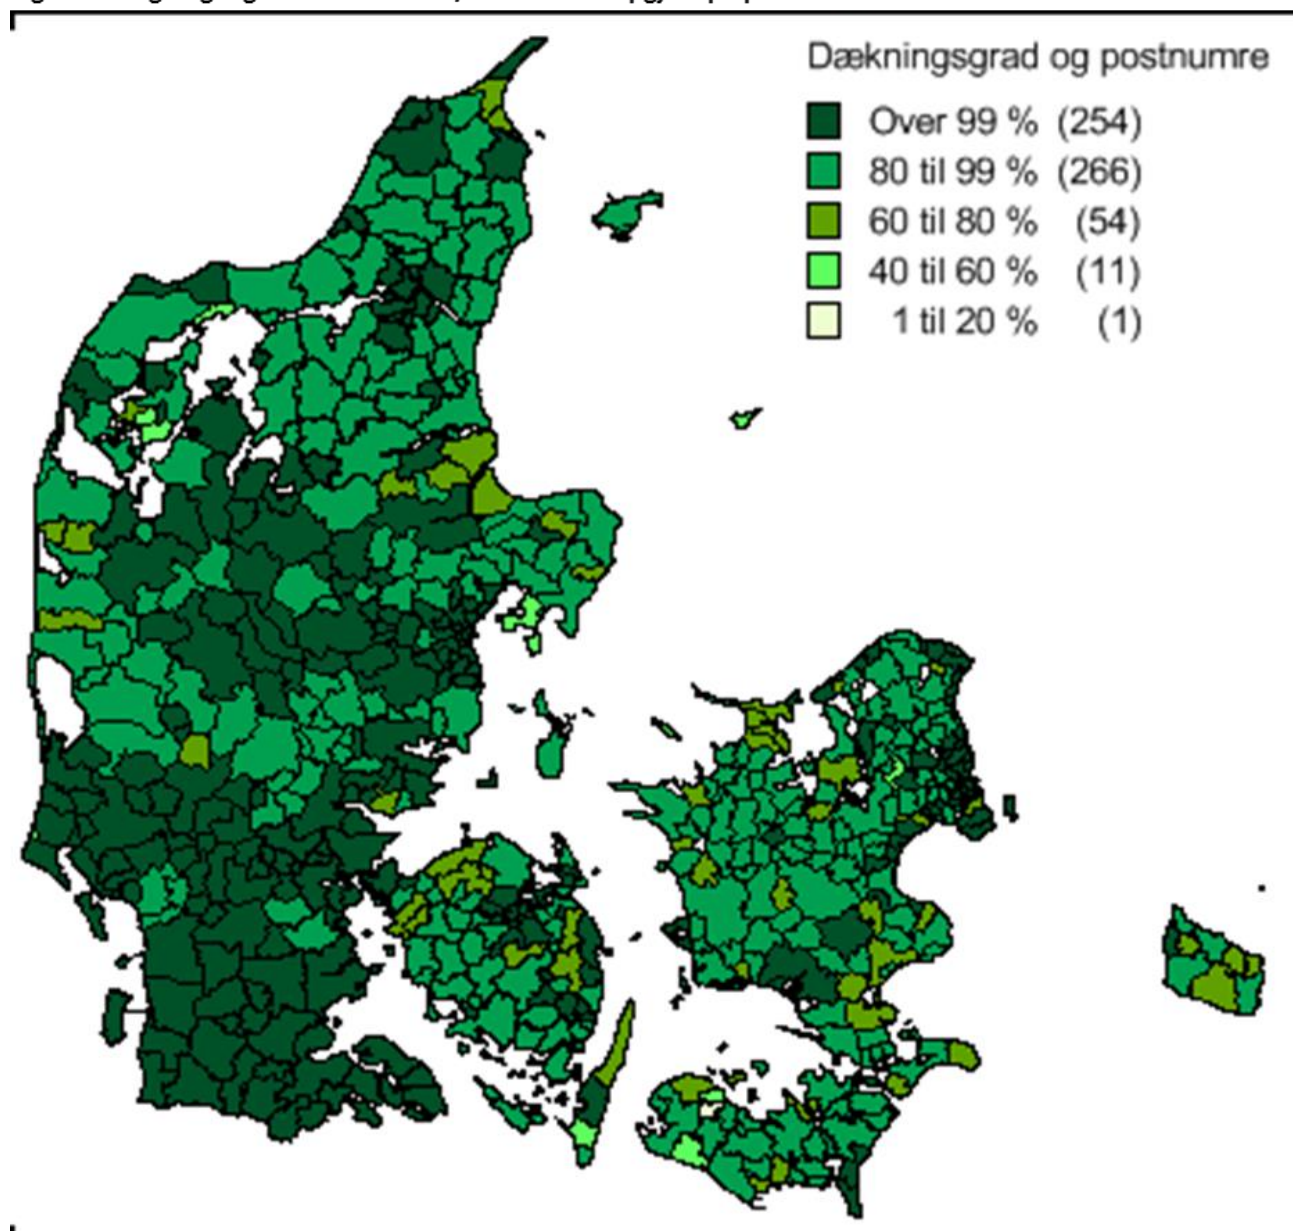 Dækningsgrad og postnumre
Over 99 % (254)
80 til 99 % (266)
60 til 80 % (54)
40 til 60 % (11)
1 til 20 % (1)